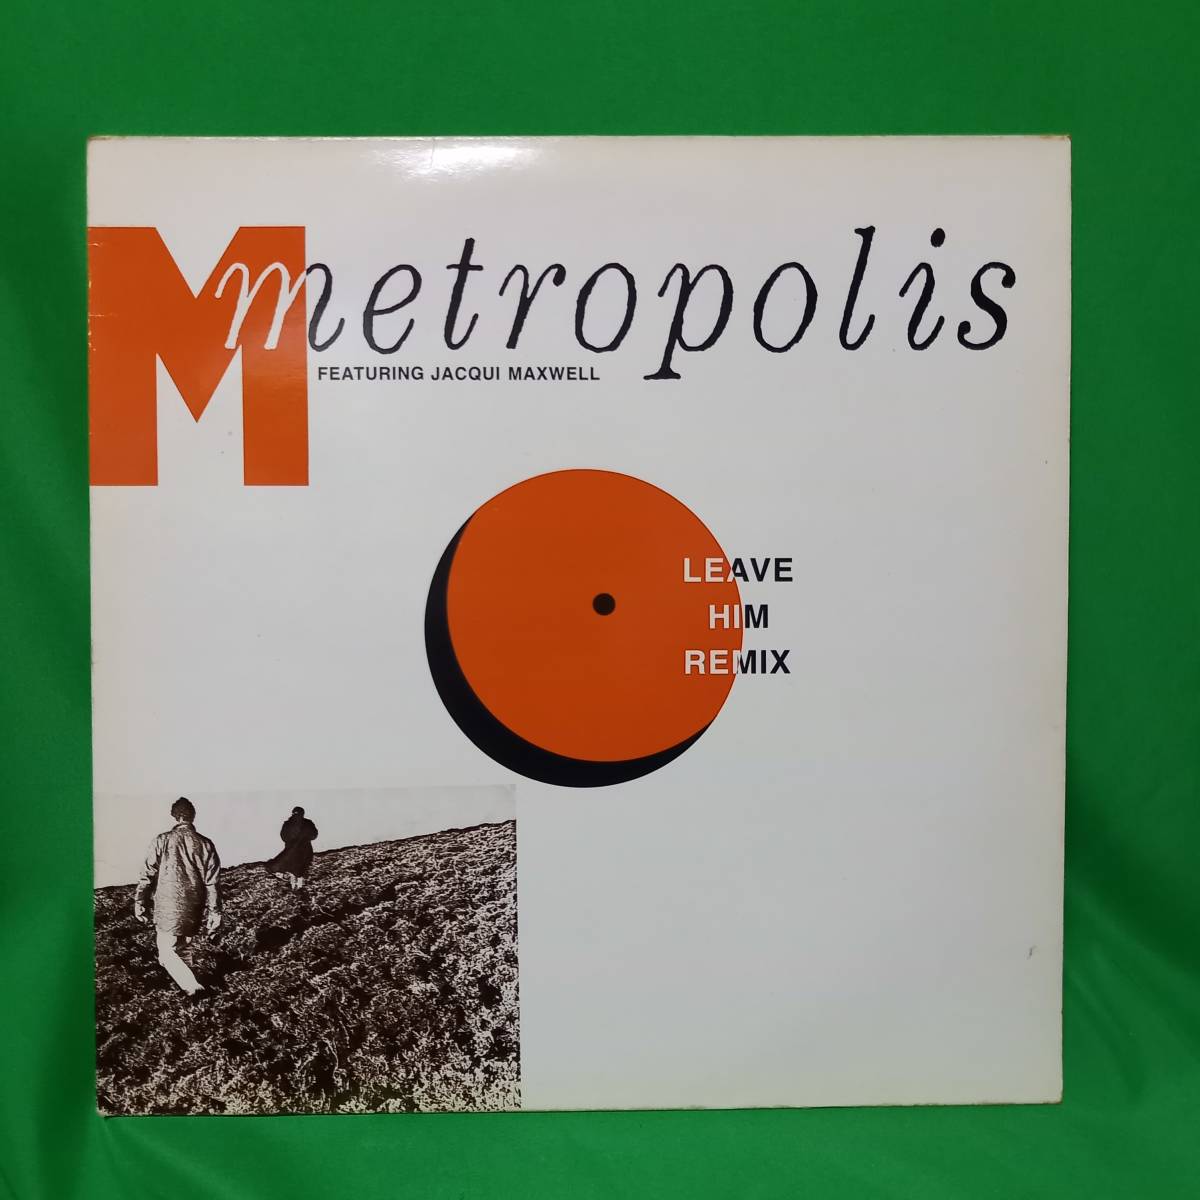 M
metropolis
FEATURING JACQUI MAXWELL
LEAVE
HIM
REMIX